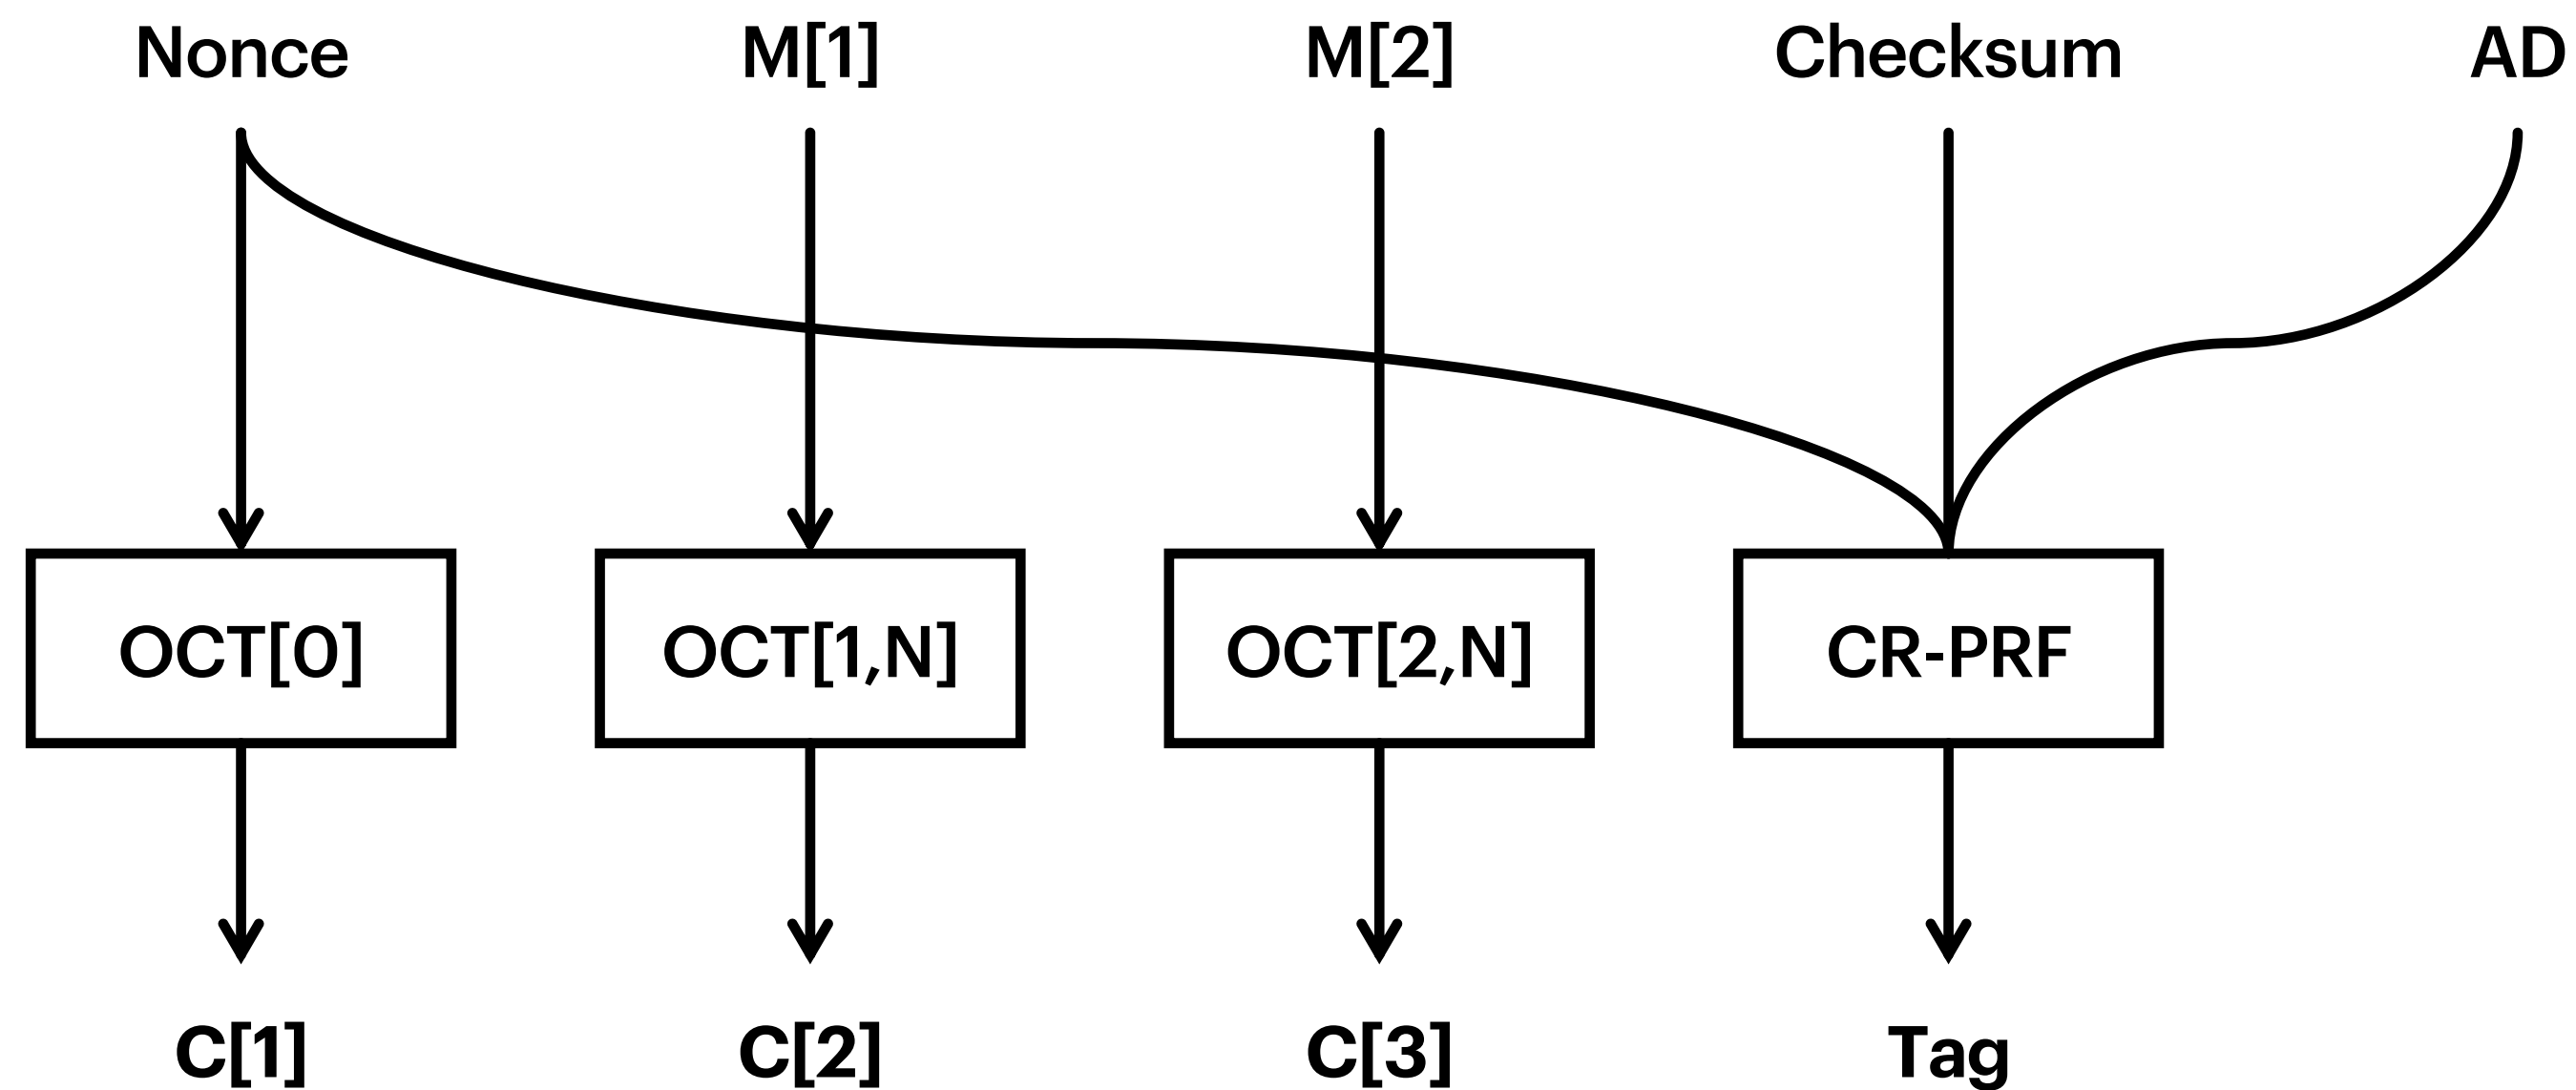 Nonce M[1] M[2] Checksum AD
OCT[0] OCT[1,N] OCT[2,N] CR-PRF
C[1] C[2] C[3] Tag